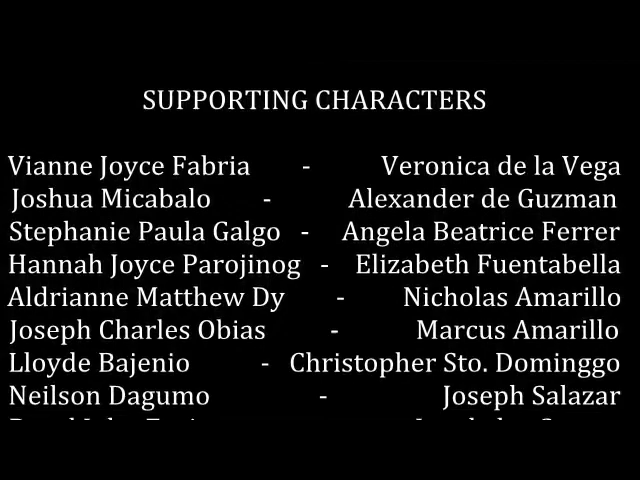 SUPPORTING CHARACTERS
Vianne Joyce Fabria - Veronica de la Vega
Joshua Micabalo - Alexander de Guzman
Stephanie Paula Galgo - Angela Beatrice Ferrer
Hannah Joyce Parojinog - Elizabeth Fuentabella
Aldrianne Matthew Dy - Nicholas Amarillo
Joseph Charles Obias - Marcus Amarillo
Lloyde Bajenio - Christopher Sto. Dominggo
Neilson Dagumo - Joseph Salazar